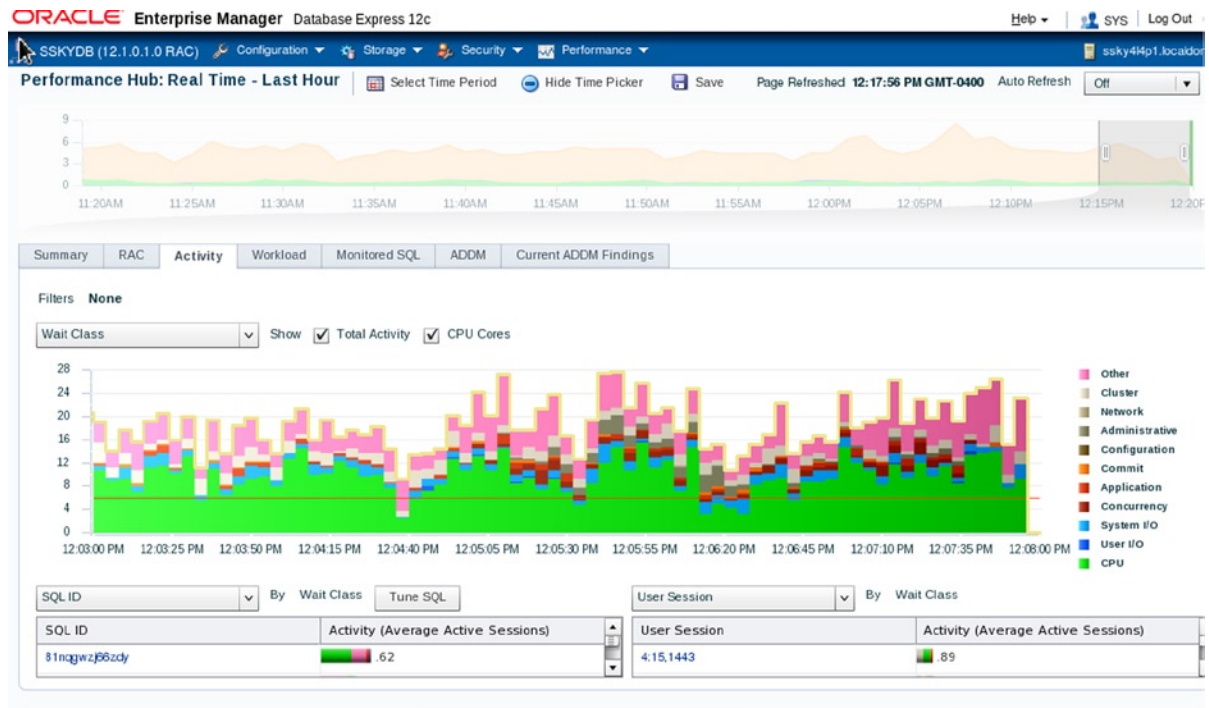 ORACLE Enterprise Manager Database Express 12c Help SYS Log Out
SSKYDB (12.1.0.1.0 RAC) Configuration Storage Security Performance ssky4l4p1.localdor
Performance Hub: Real Time - Last Hour Select Time Period Hide Time Picker Save Page Refreshed 12:17:56 PM GMT-0400 Auto Refresh Off
9
6
3
0
11:20AM 11:25AM 11:30AM 11:35AM 11:40AM 11:45AM 11:50AM 11:55AM 12:00PM 12:05PM 12:10PM 12:15PM 12:20P
Summary RAC Activity Workload Monitored SQL ADDM Current ADDM Findings
Filters None
Wait Class Show Total Activity CPU Cores
28
24
20
16
12
8
4
0
12:03:00 PM 12:03:25 PM 12:03:50 PM 12:04:15 PM 12:04:40 PM 12:05:05 PM 12:05:30 PM 12:05:55 PM 12:06:20 PM 12:06:45 PM 12:07:10 PM 12:07:35 PM 12:08:00 PM
Other
Cluster
Network
Administrative
Configuration
Commit
Application
Concurrency
System I/O
User I/O
CPU
SQL ID By Wait Class Tune SQL
SQL ID Activity (Average Active Sessions)
81nqgwzj66zdy .62
User Session By Wait Class
User Session Activity (Average Active Sessions)
4:15,1443 .89